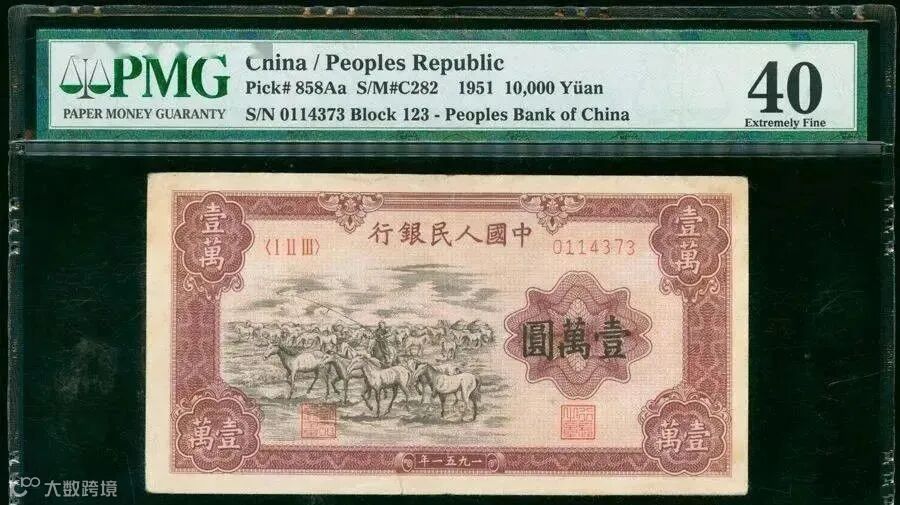 PMG
PAPER MONEY GUARANTY
China / Peoples Republic
Pick# 858Aa S/M#C282 1951 10,000 Yüan
S/N 0114373 Block 123 - Peoples Bank of China
40
Extremely Fine
壹萬
行銀民人國中
壹萬
〈I II III〉
0114373
圓萬壹
萬壹
年一五九一
萬壹
大数跨境